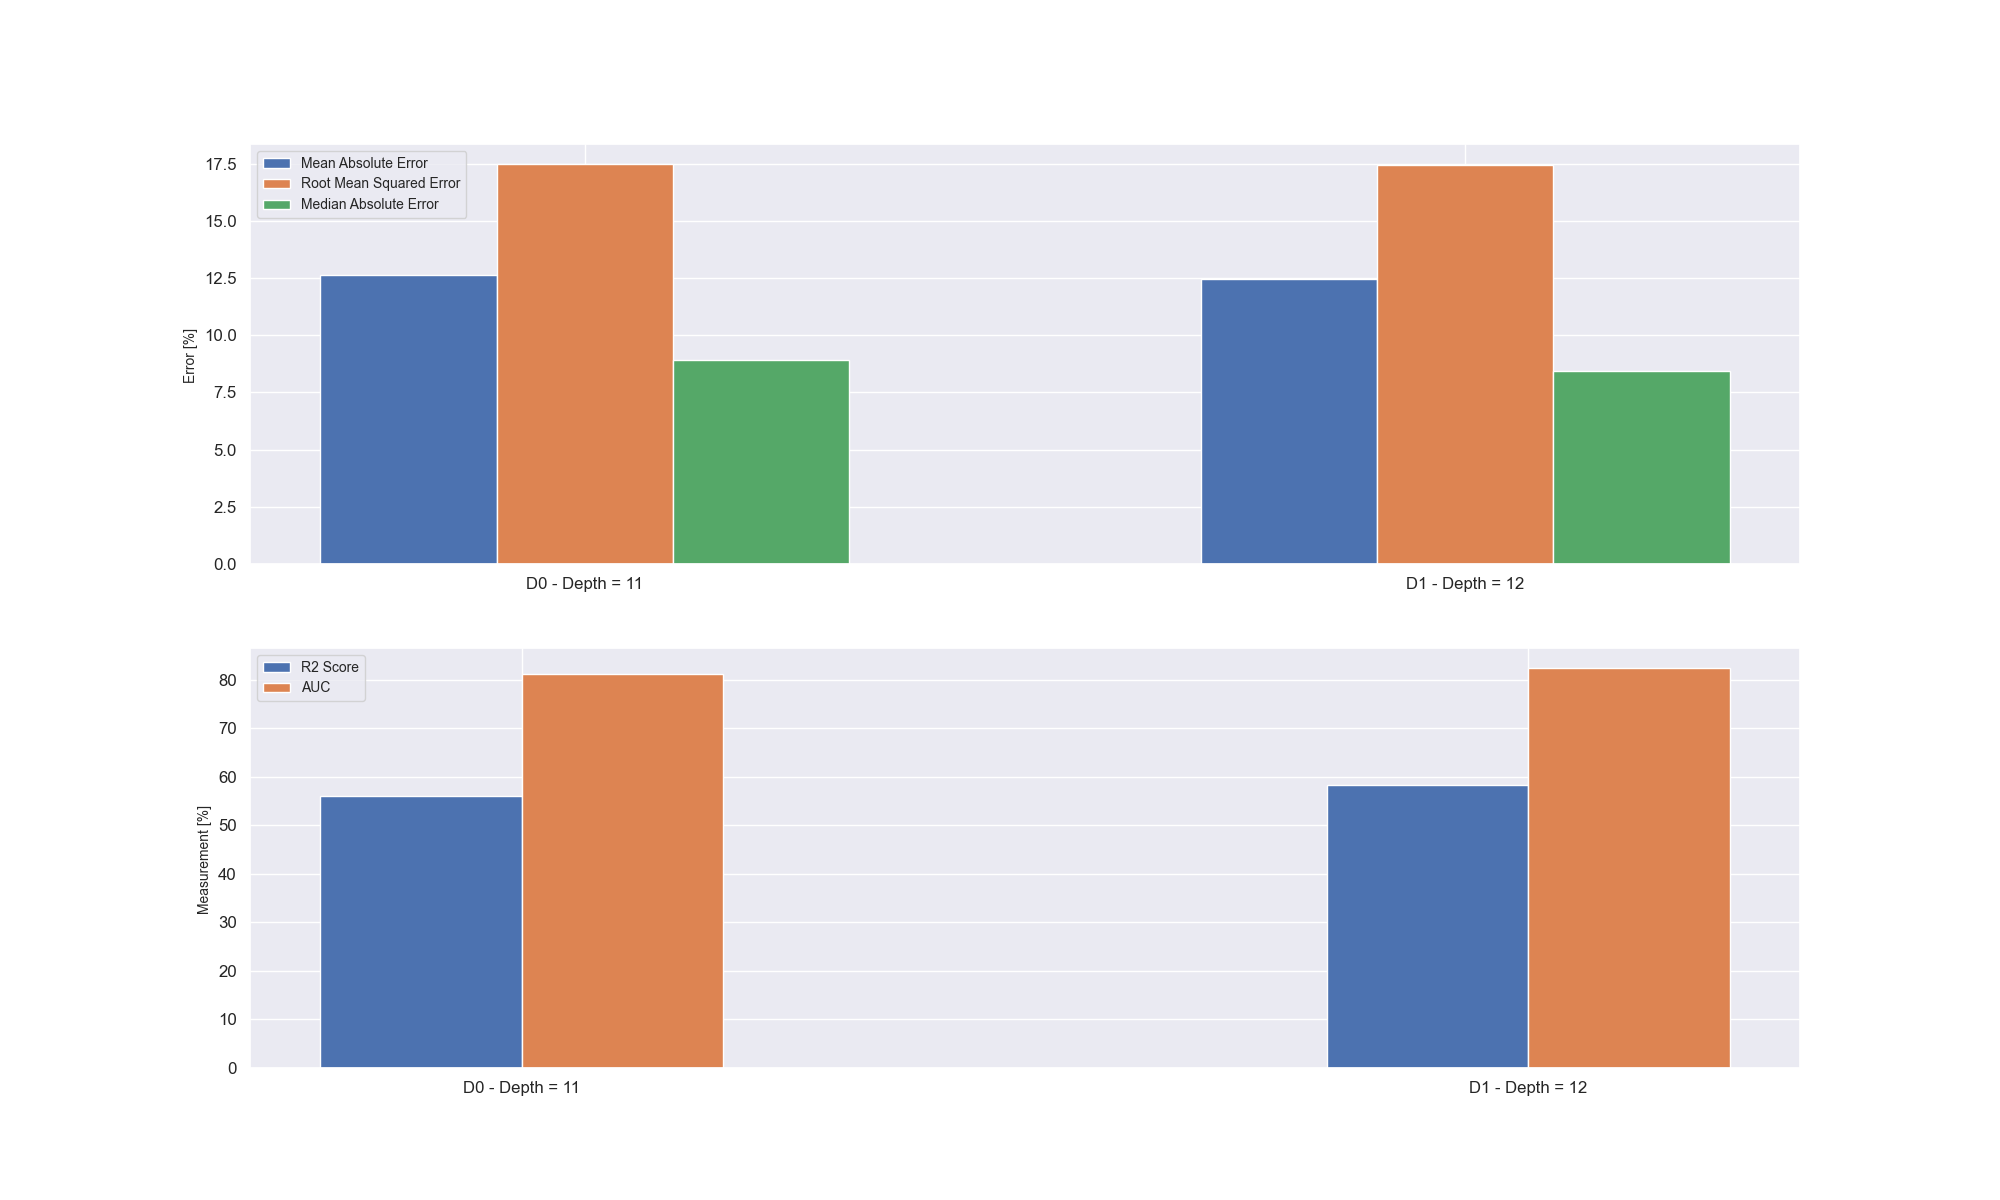 Mean Absolute Error
Root Mean Squared Error
Median Absolute Error
17.5
15.0
12.5
10.0
7.5
5.0
2.5
0.0
Error [%]
D0 - Depth = 11
D1 - Depth = 12
R2 Score
AUC
80
70
60
50
40
30
20
10
0
Measurement [%]
D0 - Depth = 11
D1 - Depth = 12